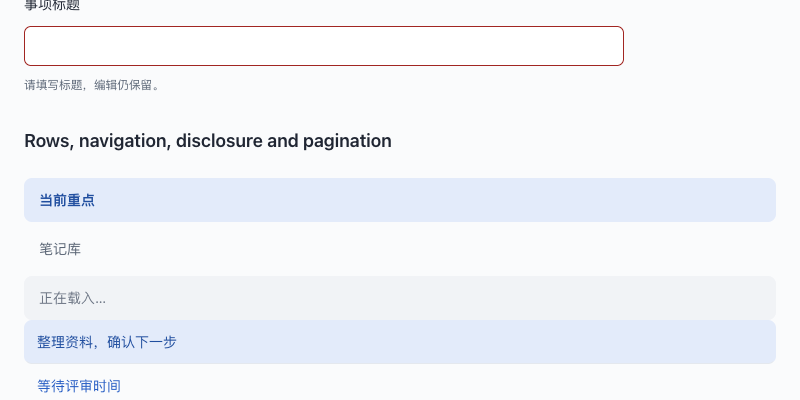 事项标题
请填写标题，编辑仍保留。
Rows, navigation, disclosure and pagination
当前重点
笔记库
正在载入...
整理资料，确认下一步
等待评审时间